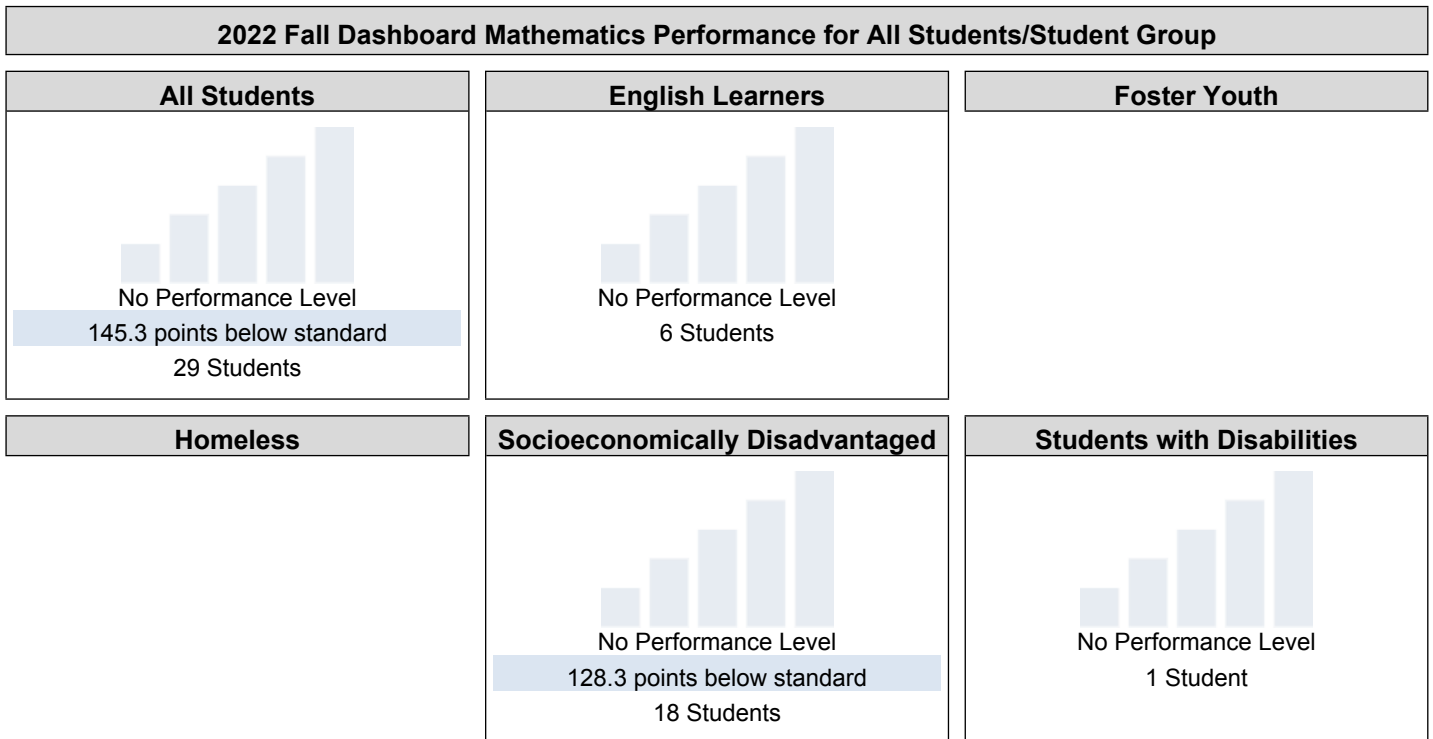 2022 Fall Dashboard Mathematics Performance for All Students/Student Group
All Students
No Performance Level
145.3 points below standard
29 Students
English Learners
No Performance Level
6 Students
Foster Youth
Homeless
Socioeconomically Disadvantaged
No Performance Level
128.3 points below standard
18 Students
Students with Disabilities
No Performance Level
1 Student